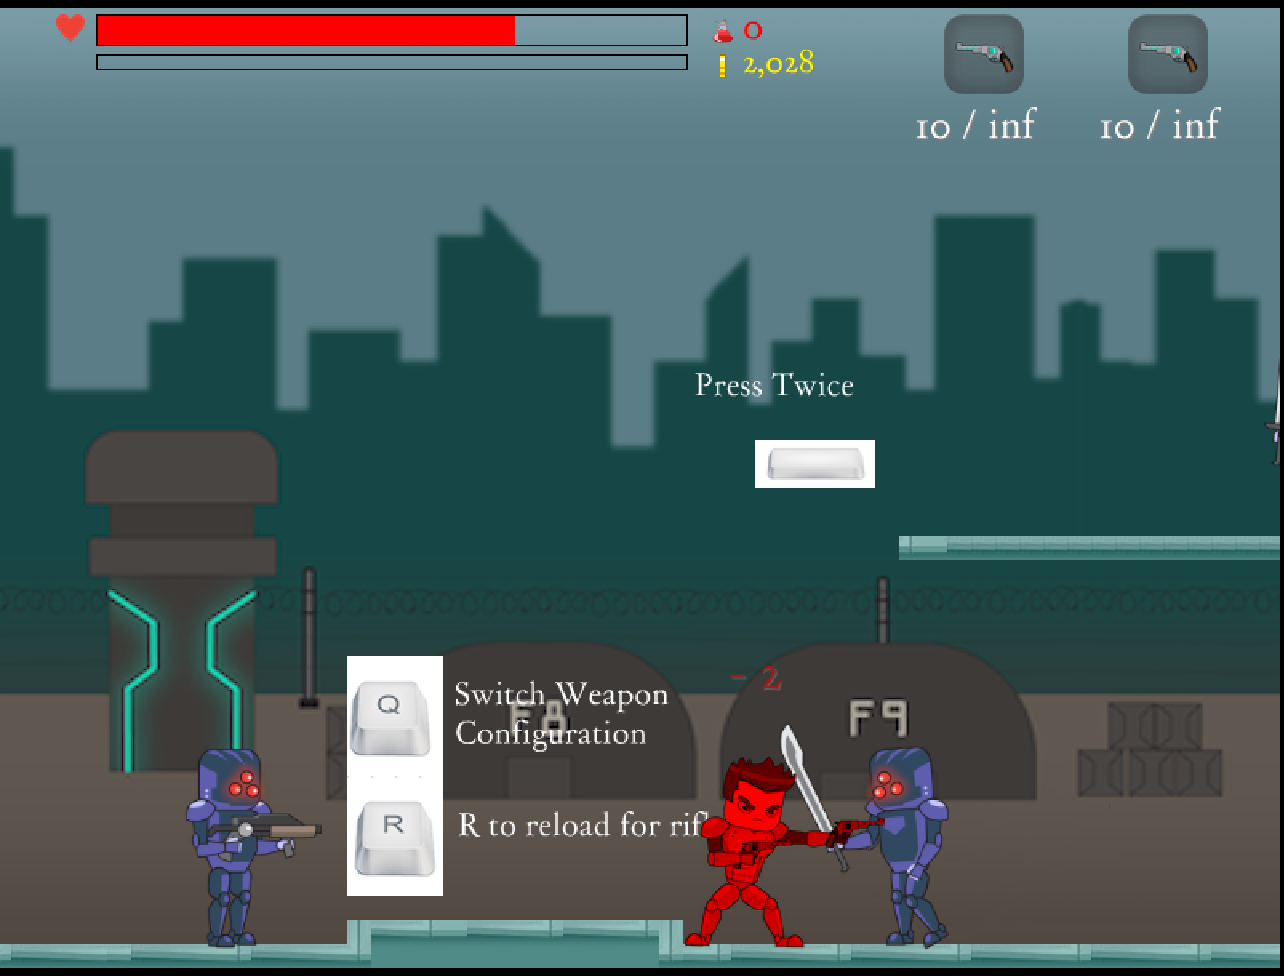 0
2,028
10 / inf
10 / inf
Press Twice
Q
Switch Weapon
Configuration
F8
F9
- 2
R
R to reload for rif